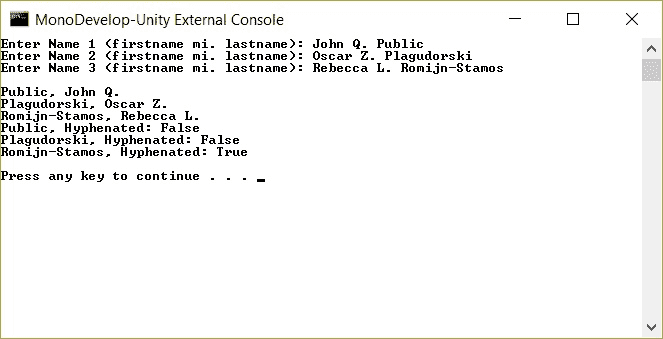 MonoDevelop-Unity External Console
Enter Name 1 (firstname mi. lastname): John Q. Public
Enter Name 2 (firstname mi. lastname): Oscar Z. Plagudorski
Enter Name 3 (firstname mi. lastname): Rebecca L. Romijn-Stamos
Public, John Q.
Plagudorski, Oscar Z.
Romijn-Stamos, Rebecca L.
Public, Hyphenated: False
Plagudorski, Hyphenated: False
Romijn-Stamos, Hyphenated: True
Press any key to continue . . . _